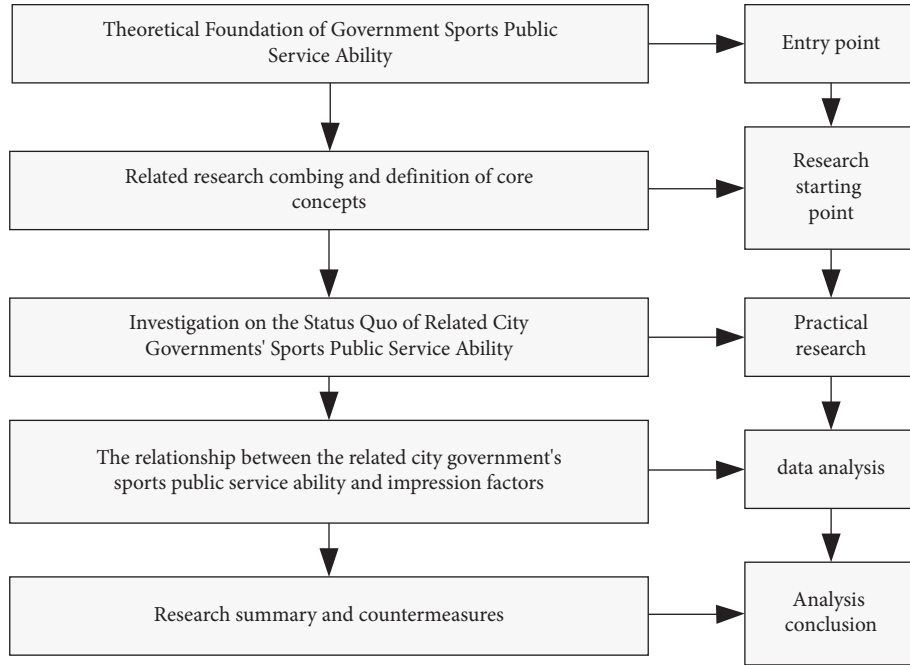 Theoretical Foundation of Government Sports Public
Service Ability
Entry point
Related research combing and definition of core
concepts
Research
starting
point
Investigation on the Status Quo of Related City
Governments' Sports Public Service Ability
Practical
research
The relationship between the related city government's
sports public service ability and impression factors
data analysis
Research summary and countermeasures
Analysis
conclusion